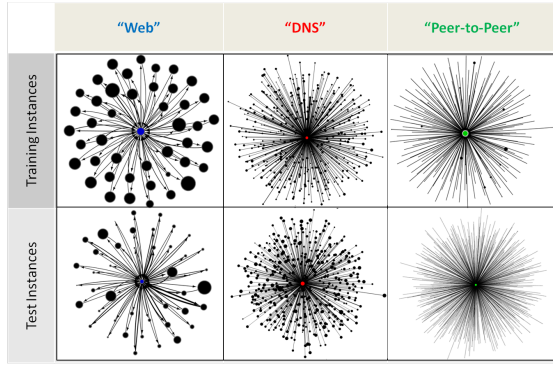 “Web”
“DNS”
“Peer-to-Peer”
Training Instances
Test Instances